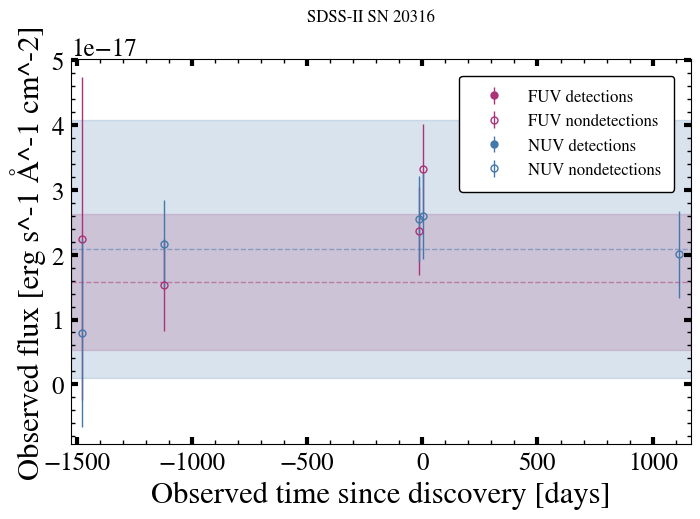 SDSS-II SN 20316
1e−17
5
4
3
2
1
0
Observed flux [erg s^-1 Å^-1 cm^-2]
FUV detections
FUV nondetections
NUV detections
NUV nondetections
−1500 −1000 −500 0 500 1000
Observed time since discovery [days]